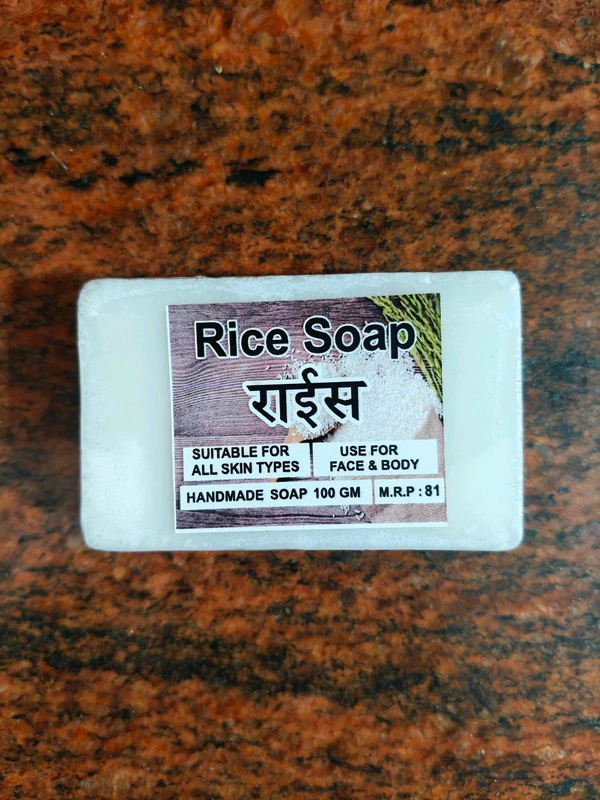 Rice Soap
राईस
SUITABLE FOR
ALL SKIN TYPES
USE FOR
FACE & BODY
HANDMADE SOAP 100 GM
M.R.P : 81